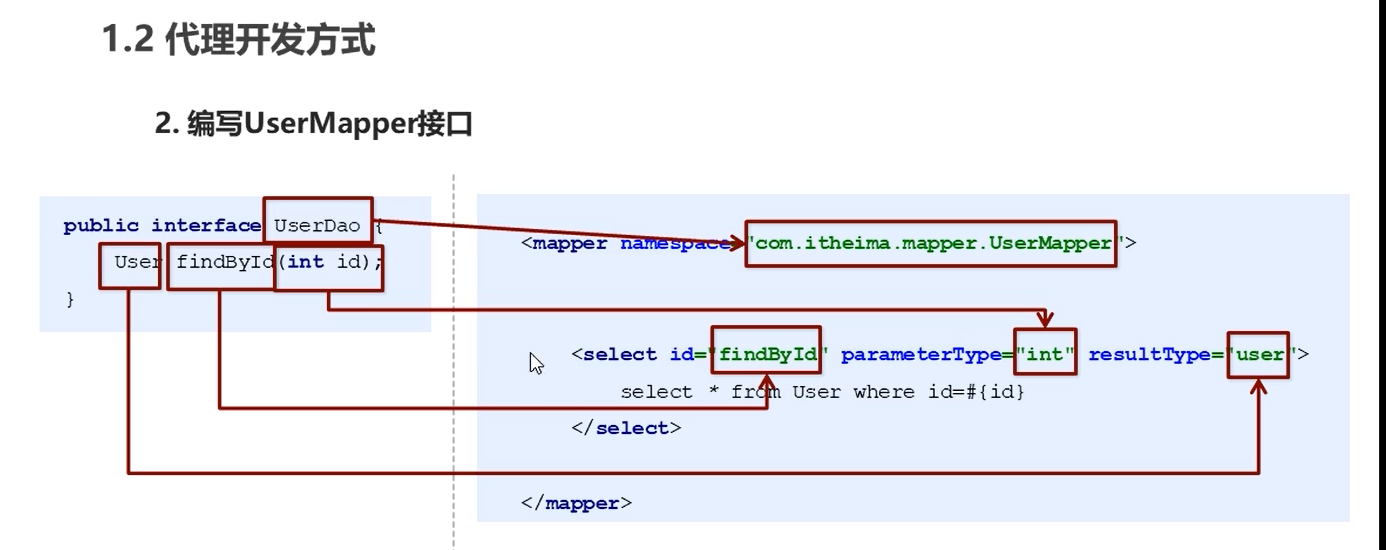 1.2 代理开发方式
2. 编写UserMapper接口
public interface UserDao {
User findById(int id);
}
<mapper namespace="com.itheima.mapper.UserMapper">
<select id="findById" parameterType="int" resultType="user">
select * from User where id=#{id}
</select>
</mapper>